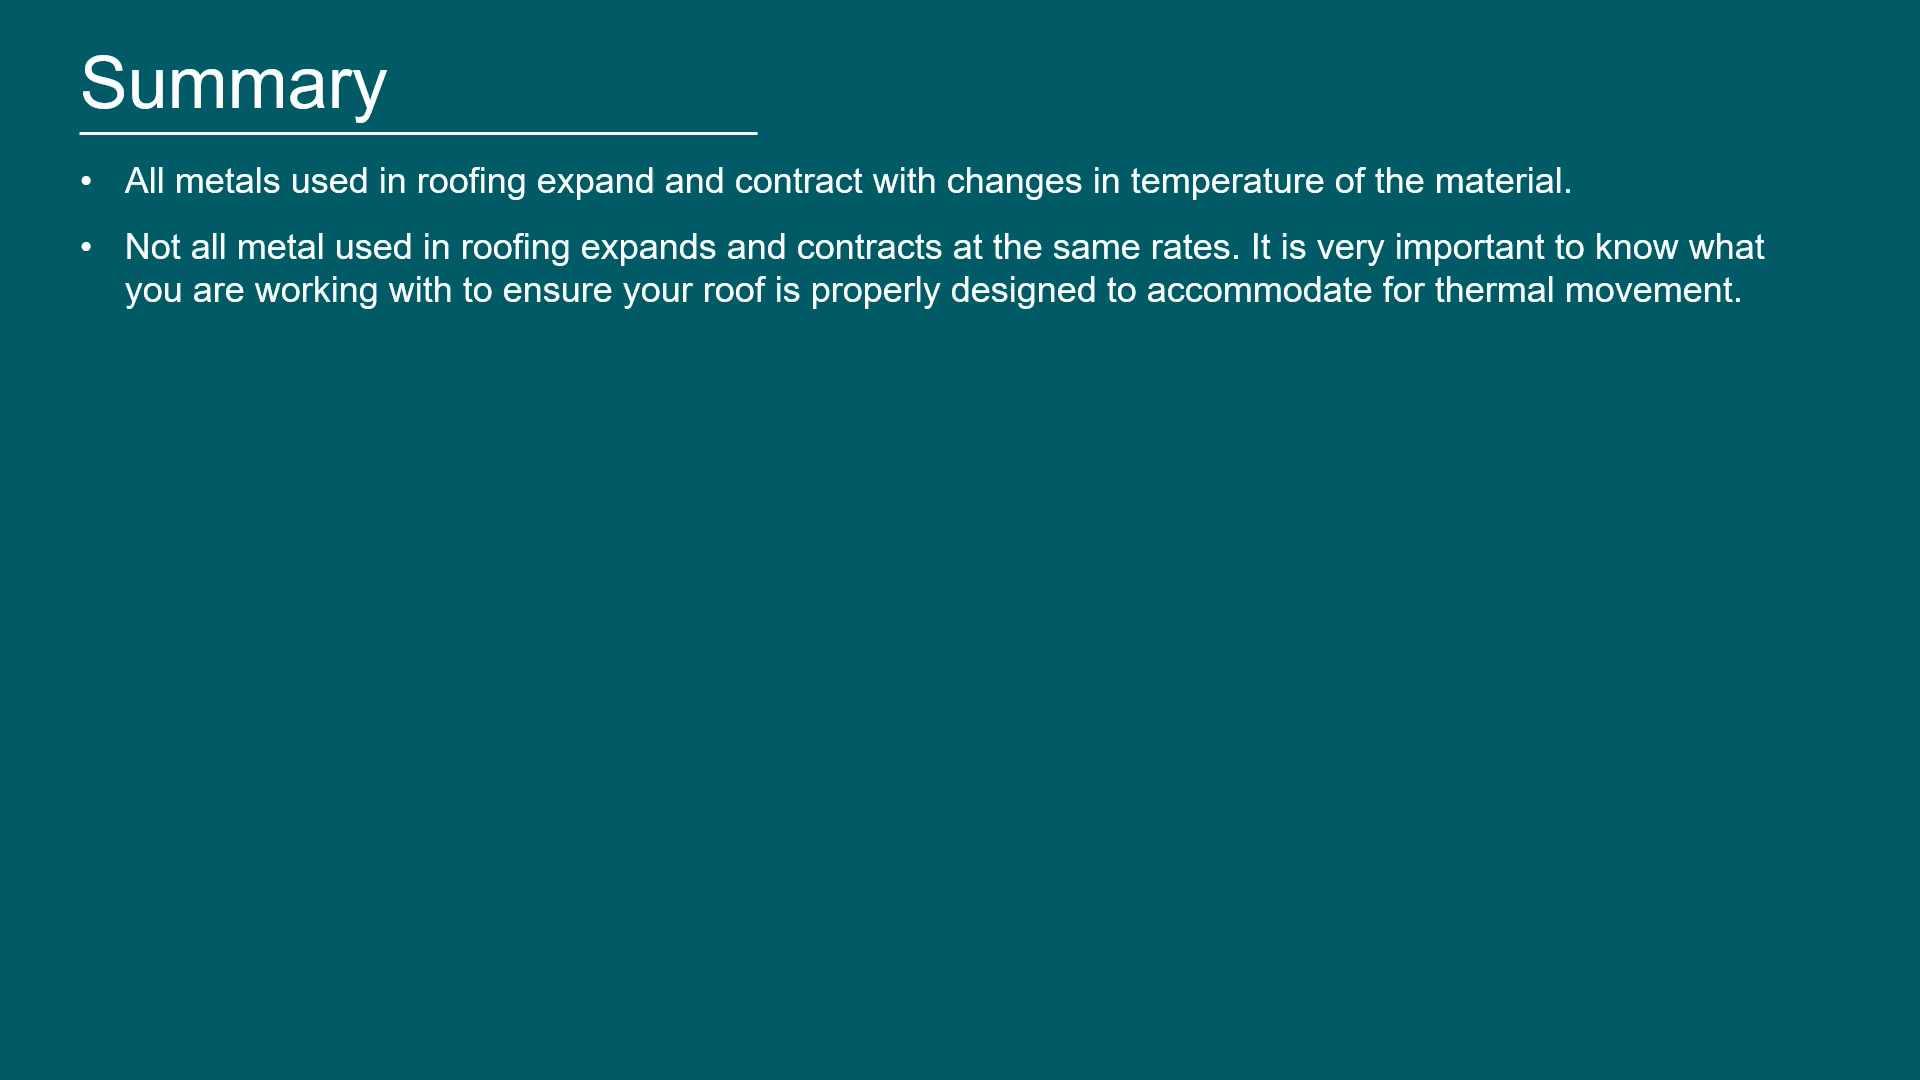 Summary
• All metals used in roofing expand and contract with changes in temperature of the material.
• Not all metal used in roofing expands and contracts at the same rates. It is very important to know what
you are working with to ensure your roof is properly designed to accommodate for thermal movement.